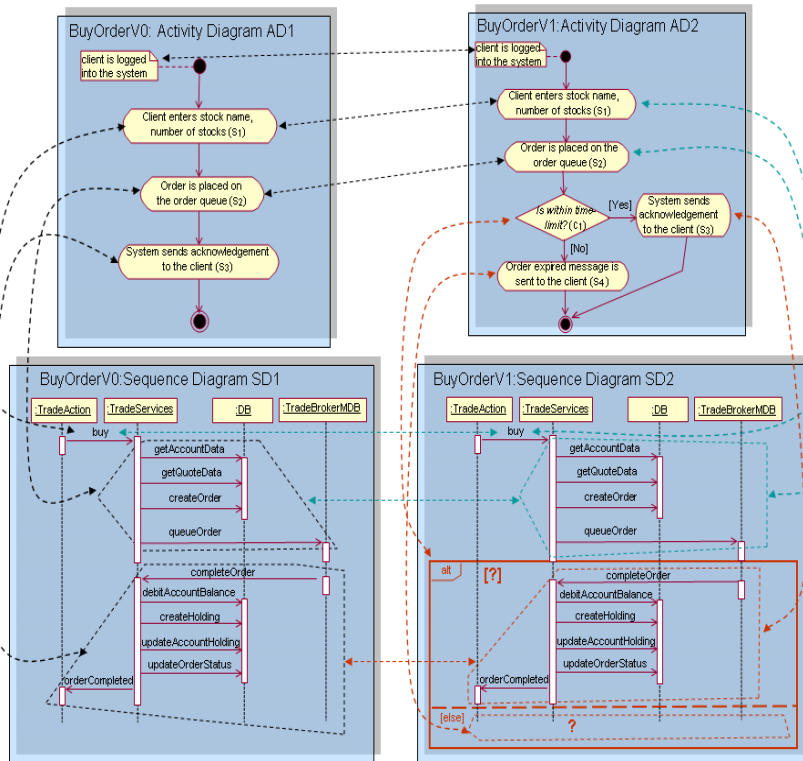 BuyOrderV0: Activity Diagram AD1
client is logged
into the system
Client enters stock name,
number of stocks (S1)
Order is placed on
the order queue (S2)
System sends acknowledgement
to the client (S3)
BuyOrderV1:Activity Diagram AD2
client is logged
into the system
Client enters stock name,
number of stocks (S1)
Order is placed on the
order queue (S2)
Is within time-
limit? (C1)
[Yes]
System sends
acknowledgement
to the client (S3)
[No]
Order expired message is
sent to the client (S4)
BuyOrderV0:Sequence Diagram SD1
:TradeAction
:TradeServices
:DB
:TradeBrokerMDB
buy
getAccountData
getQuoteData
createOrder
queueOrder
completeOrder
debitAccountBalance
createHolding
updateAccountHolding
updateOrderStatus
orderCompleted
BuyOrderV1:Sequence Diagram SD2
:TradeAction
:TradeServices
:DB
:TradeBrokerMDB
buy
getAccountData
getQuoteData
createOrder
queueOrder
alt
[?]
completeOrder
debitAccountBalance
createHolding
updateAccountHolding
updateOrderStatus
orderCompleted
[else]
?